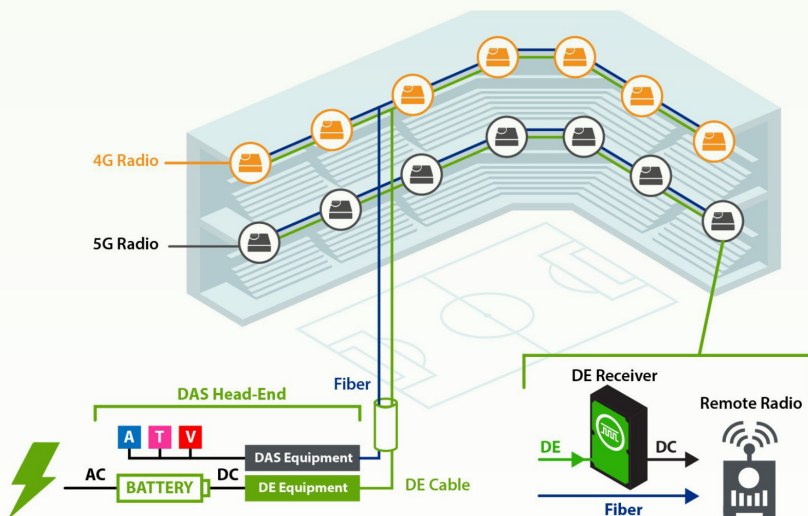 4G Radio
5G Radio
Fiber
DAS Head-End
A T V
DAS Equipment
AC
BATTERY
DC
DE Equipment
DE Cable
DE Receiver
Remote Radio
DE
DC
Fiber